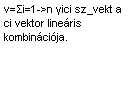 v=Σi=1->n γici sz_vekt a
ci vektor lineáris
kombinációja.